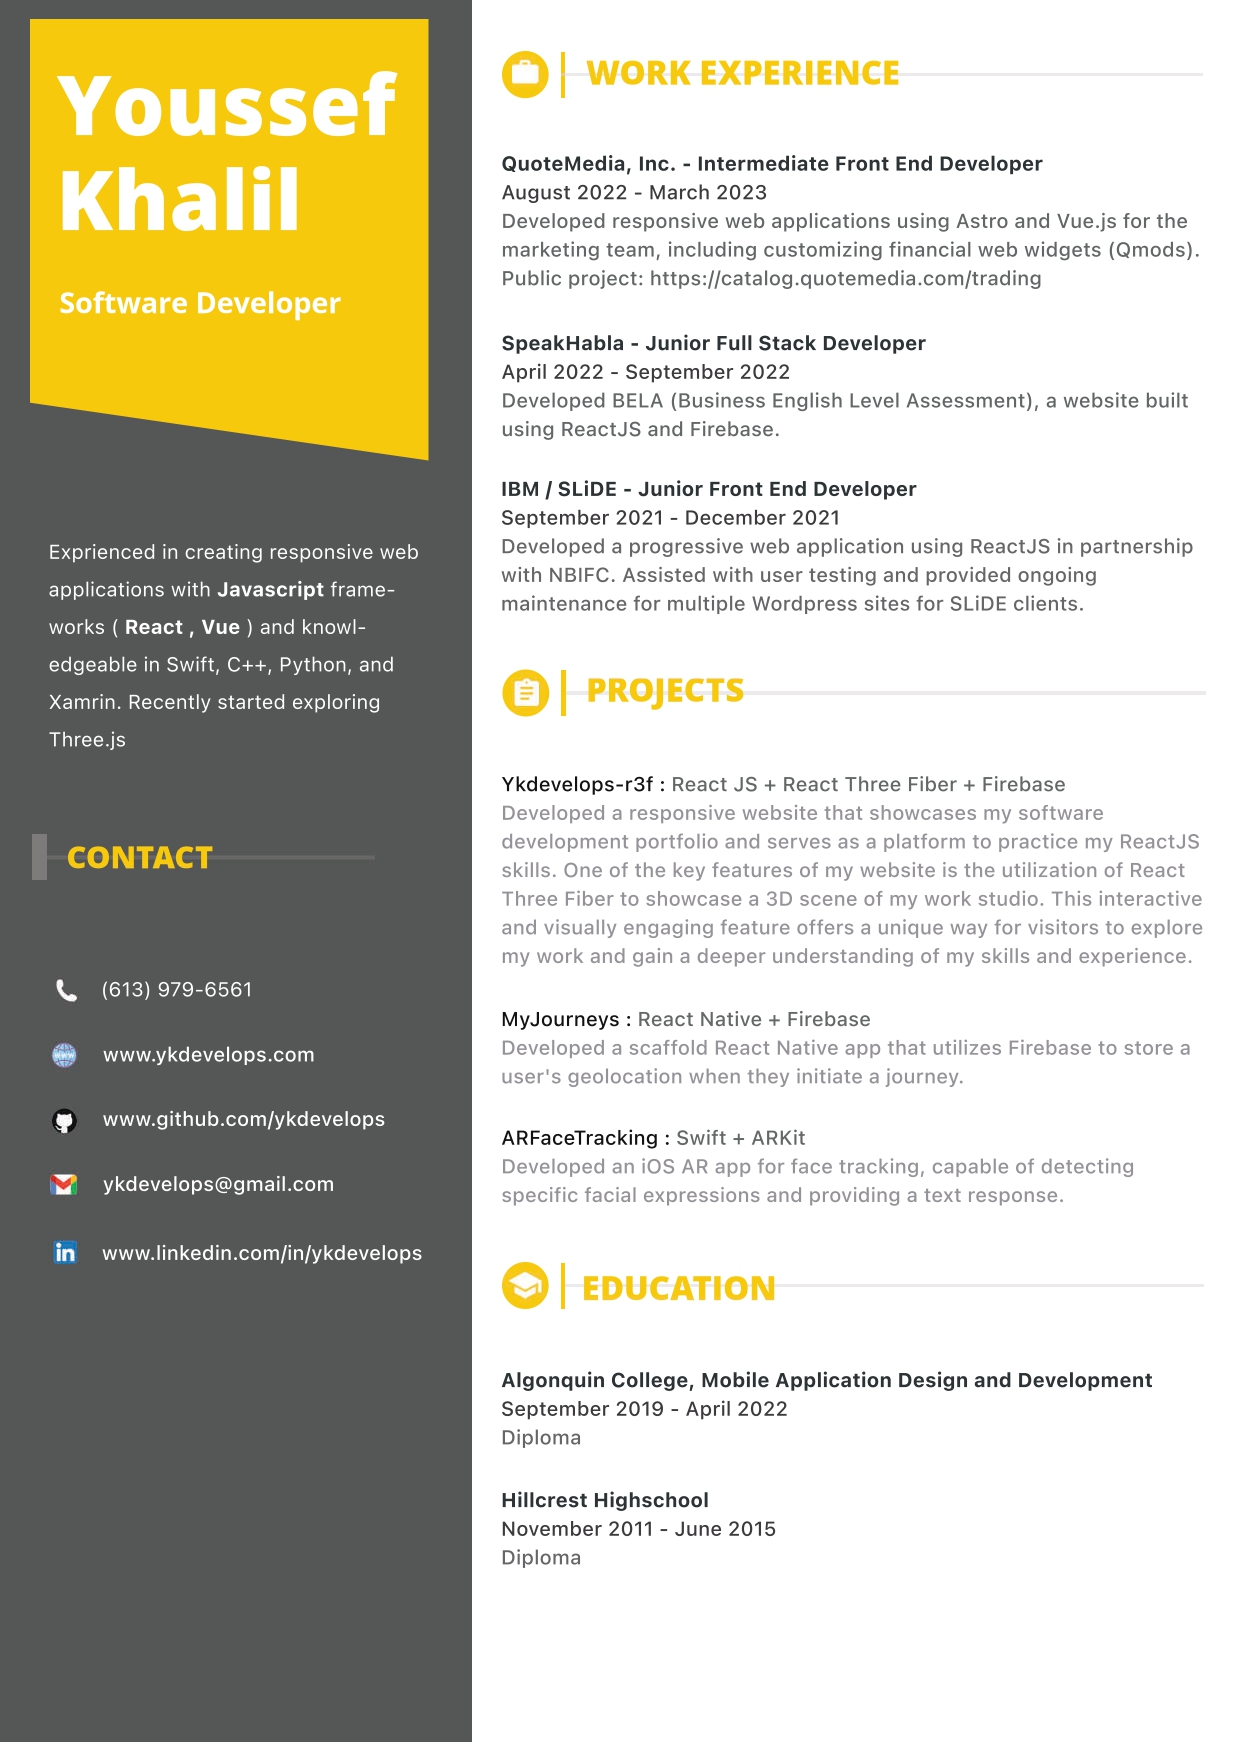 Youssef
Khalil
Software Developer
Exprienced in creating responsive web
applications with Javascript frame-
works ( React , Vue ) and knowl-
edgeable in Swift, C++, Python, and
Xamrin. Recently started exploring
Three.js
CONTACT
(613) 979-6561
www.ykdevelops.com
www.github.com/ykdevelops
ykdevelops@gmail.com
www.linkedin.com/in/ykdevelops
WORK EXPERIENCE
QuoteMedia, Inc. - Intermediate Front End Developer
August 2022 - March 2023
Developed responsive web applications using Astro and Vue.js for the
marketing team, including customizing financial web widgets (Qmods).
Public project: https://catalog.quotemedia.com/trading
SpeakHabla - Junior Full Stack Developer
April 2022 - September 2022
Developed BELA (Business English Level Assessment), a website built
using ReactJS and Firebase.
IBM / SLiDE - Junior Front End Developer
September 2021 - December 2021
Developed a progressive web application using ReactJS in partnership
with NBIFC. Assisted with user testing and provided ongoing
maintenance for multiple Wordpress sites for SLiDE clients.
PROJECTS
Ykdevelops-r3f : React JS + React Three Fiber + Firebase
Developed a responsive website that showcases my software
development portfolio and serves as a platform to practice my ReactJS
skills. One of the key features of my website is the utilization of React
Three Fiber to showcase a 3D scene of my work studio. This interactive
and visually engaging feature offers a unique way for visitors to explore
my work and gain a deeper understanding of my skills and experience.
MyJourneys : React Native + Firebase
Developed a scaffold React Native app that utilizes Firebase to store a
user's geolocation when they initiate a journey.
ARFaceTracking : Swift + ARKit
Developed an iOS AR app for face tracking, capable of detecting
specific facial expressions and providing a text response.
EDUCATION
Algonquin College, Mobile Application Design and Development
September 2019 - April 2022
Diploma
Hillcrest Highschool
November 2011 - June 2015
Diploma